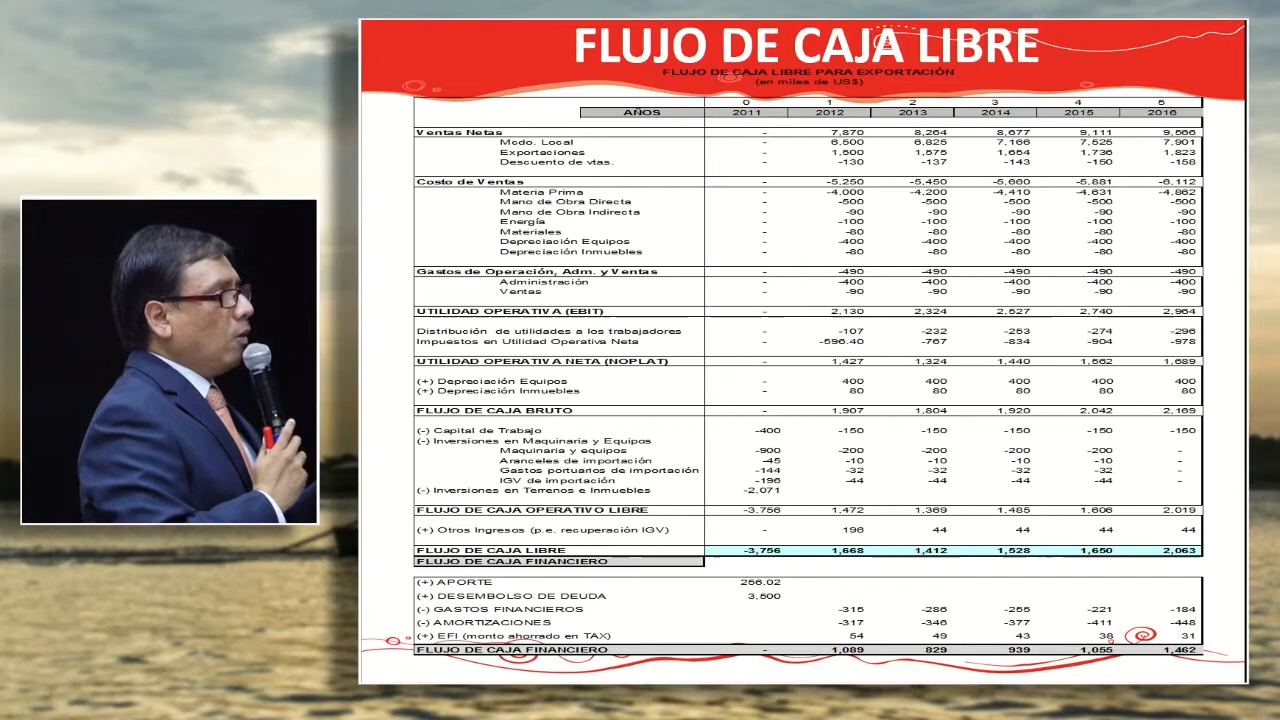 FLUJO DE CAJA LIBRE
FLUJO DE CAJA LIBRE PARA EXPORTACIÓN
(en miles de US$)
0 1 2 3 4 5
AÑOS 2011 2012 2013 2014 2015 2016
Ventas Netas - 7,870 8,264 8,677 9,111 9,566
Mcdo. Local - 6,500 6,825 7,166 7,525 7,901
Exportaciones - 1,500 1,575 1,654 1,736 1,823
Descuento de vtas. - -130 -137 -143 -150 -158
Costo de Ventas - -5,250 -5,450 -5,660 -5,881 -6,112
Materia Prima - -4,000 -4,200 -4,410 -4,631 -4,862
Mano de Obra Directa - -500 -500 -500 -500 -500
Mano de Obra Indirecta - -90 -90 -90 -90 -90
Energía - -100 -100 -100 -100 -100
Materiales - -80 -80 -80 -80 -80
Depreciación Equipos - -400 -400 -400 -400 -400
Depreciación Inmuebles - -80 -80 -80 -80 -80
Gastos de Operación, Adm. y Ventas - -490 -490 -490 -490 -490
Administración - -400 -400 -400 -400 -400
Ventas - -90 -90 -90 -90 -90
UTILIDAD OPERATIVA (EBIT) - 2,130 2,324 2,527 2,740 2,964
Distribución de utilidades a los trabajadores - -107 -232 -253 -274 -296
Impuestos en Utilidad Operativa Neta - -596.40 -767 -834 -904 -978
UTILIDAD OPERATIVA NETA (NOPLAT) - 1,427 1,324 1,440 1,562 1,689
(+) Depreciación Equipos - 400 400 400 400 400
(+) Depreciación Inmuebles - 80 80 80 80 80
FLUJO DE CAJA BRUTO - 1,907 1,804 1,920 2,042 2,169
(-) Capital de Trabajo -400 -150 -150 -150 -150 -150
(-) Inversiones en Maquinaria y Equipos
Maquinaria y equipos -900 -200 -200 -200 -200 -
Aranceles de importación -45 -10 -10 -10 -10 -
Gastos portuarios de importación -144 -32 -32 -32 -32 -
IGV de importación -196 -44 -44 -44 -44 -
(-) Inversiones en Terrenos e Inmuebles -2,071
FLUJO DE CAJA OPERATIVO LIBRE -3,756 1,472 1,369 1,485 1,606 2,019
(+) Otros Ingresos (p.e. recuperación IGV) - 196 44 44 44 44
FLUJO DE CAJA LIBRE -3,756 1,668 1,412 1,528 1,650 2,063
FLUJO DE CAJA FINANCIERO
(+) APORTE 256.02
(+) DESEMBOLSO DE DEUDA 3,500
(-) GASTOS FINANCIEROS -315 -286 -255 -221 -184
(-) AMORTIZACIONES -317 -346 -377 -411 -448
(+) EFI (monto ahorrado en TAX) 54 49 43 38 31
FLUJO DE CAJA FINANCIERO - 1,089 829 939 1,055 1,462